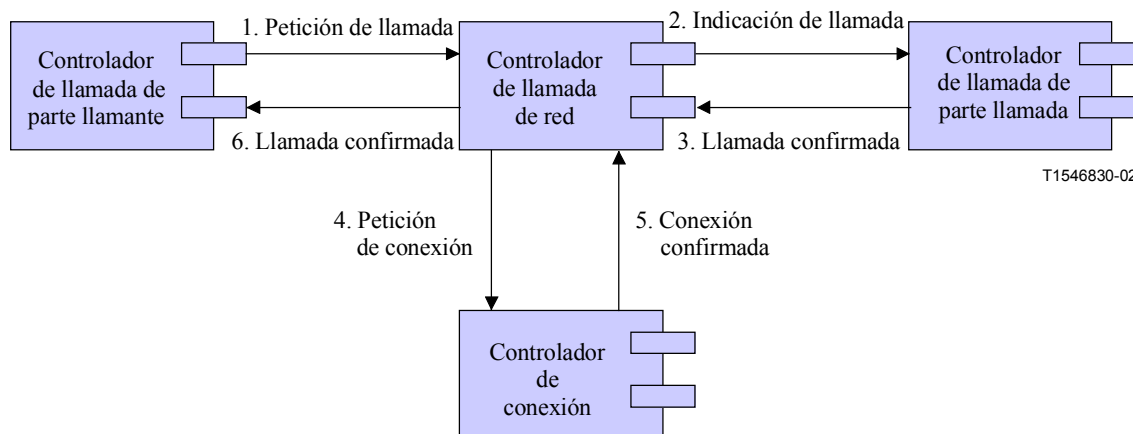 1. Petición de llamada
2. Indicación de llamada
Controlador
de llamada de
parte llamante
Controlador
de llamada
de red
Controlador
de llamada de
parte llamada
6. Llamada confirmada
3. Llamada confirmada
T1546830-02
4. Petición
de conexión
5. Conexión
confirmada
Controlador
de
conexión